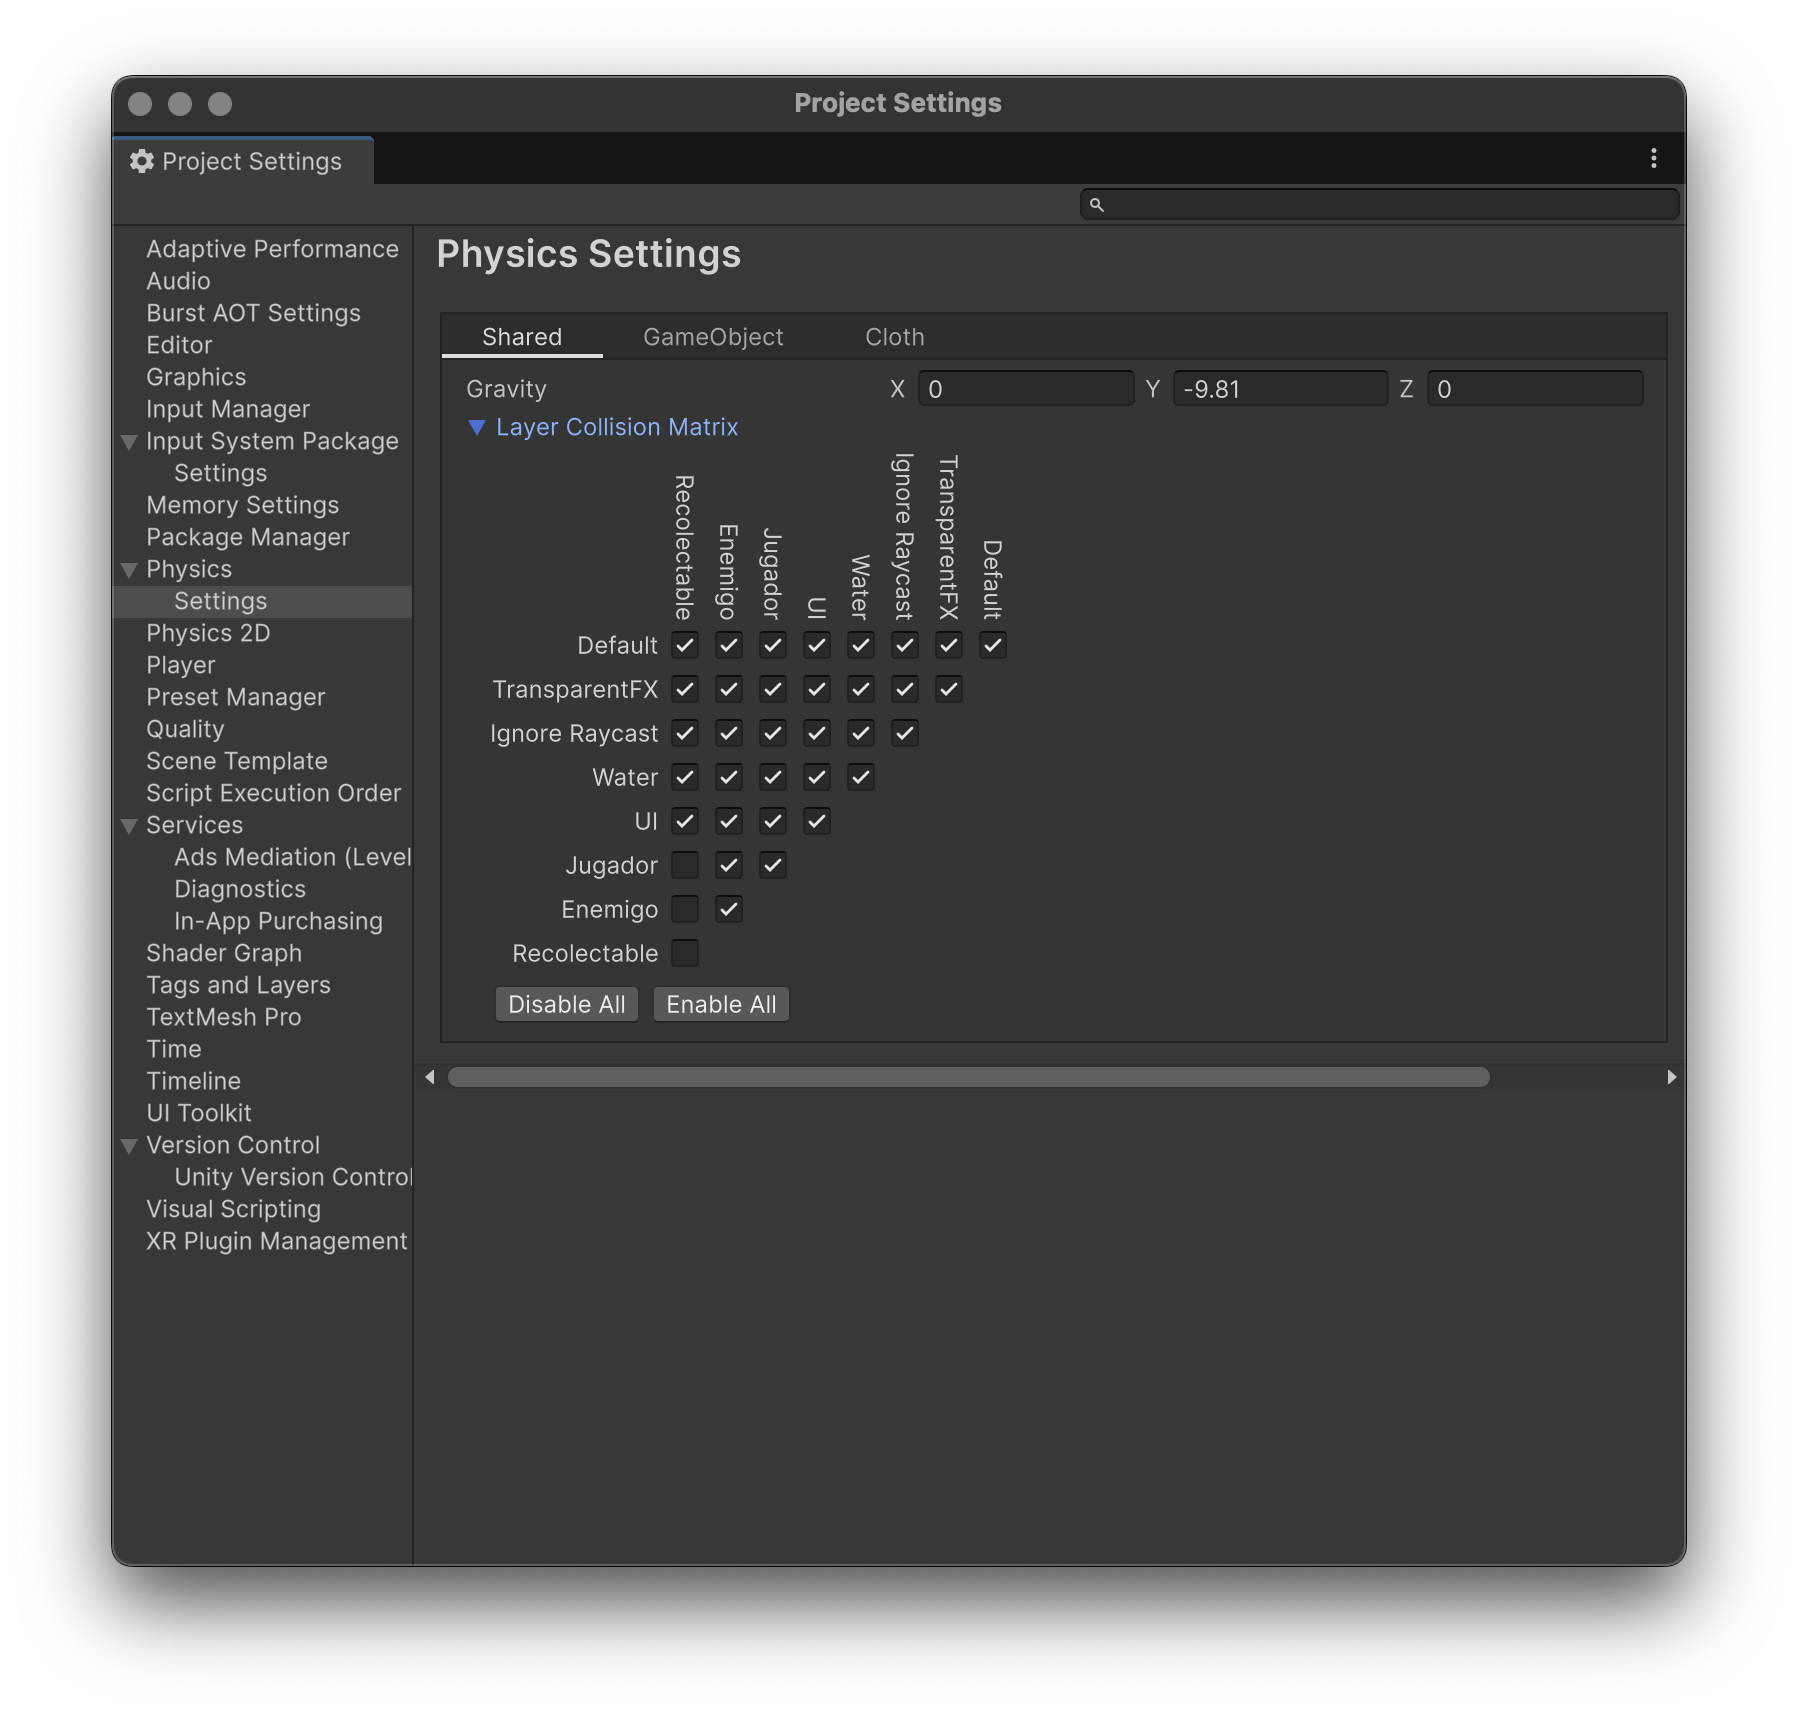 Project Settings
Project Settings
Adaptive Performance
Audio
Burst AOT Settings
Editor
Graphics
Input Manager
Input System Package
Settings
Memory Settings
Package Manager
Physics
Settings
Physics 2D
Player
Preset Manager
Quality
Scene Template
Script Execution Order
Services
Ads Mediation (Level
Diagnostics
In-App Purchasing
Shader Graph
Tags and Layers
TextMesh Pro
Time
Timeline
UI Toolkit
Version Control
Unity Version Control
Visual Scripting
XR Plugin Management
Physics Settings
Shared GameObject Cloth
Gravity X 0 Y -9.81 Z 0
Layer Collision Matrix
Recolectable
Enemigo
Jugador
UI
Water
Ignore Raycast
TransparentFX
Default
Default
TransparentFX
Ignore Raycast
Water
UI
Jugador
Enemigo
Recolectable
Disable All Enable All